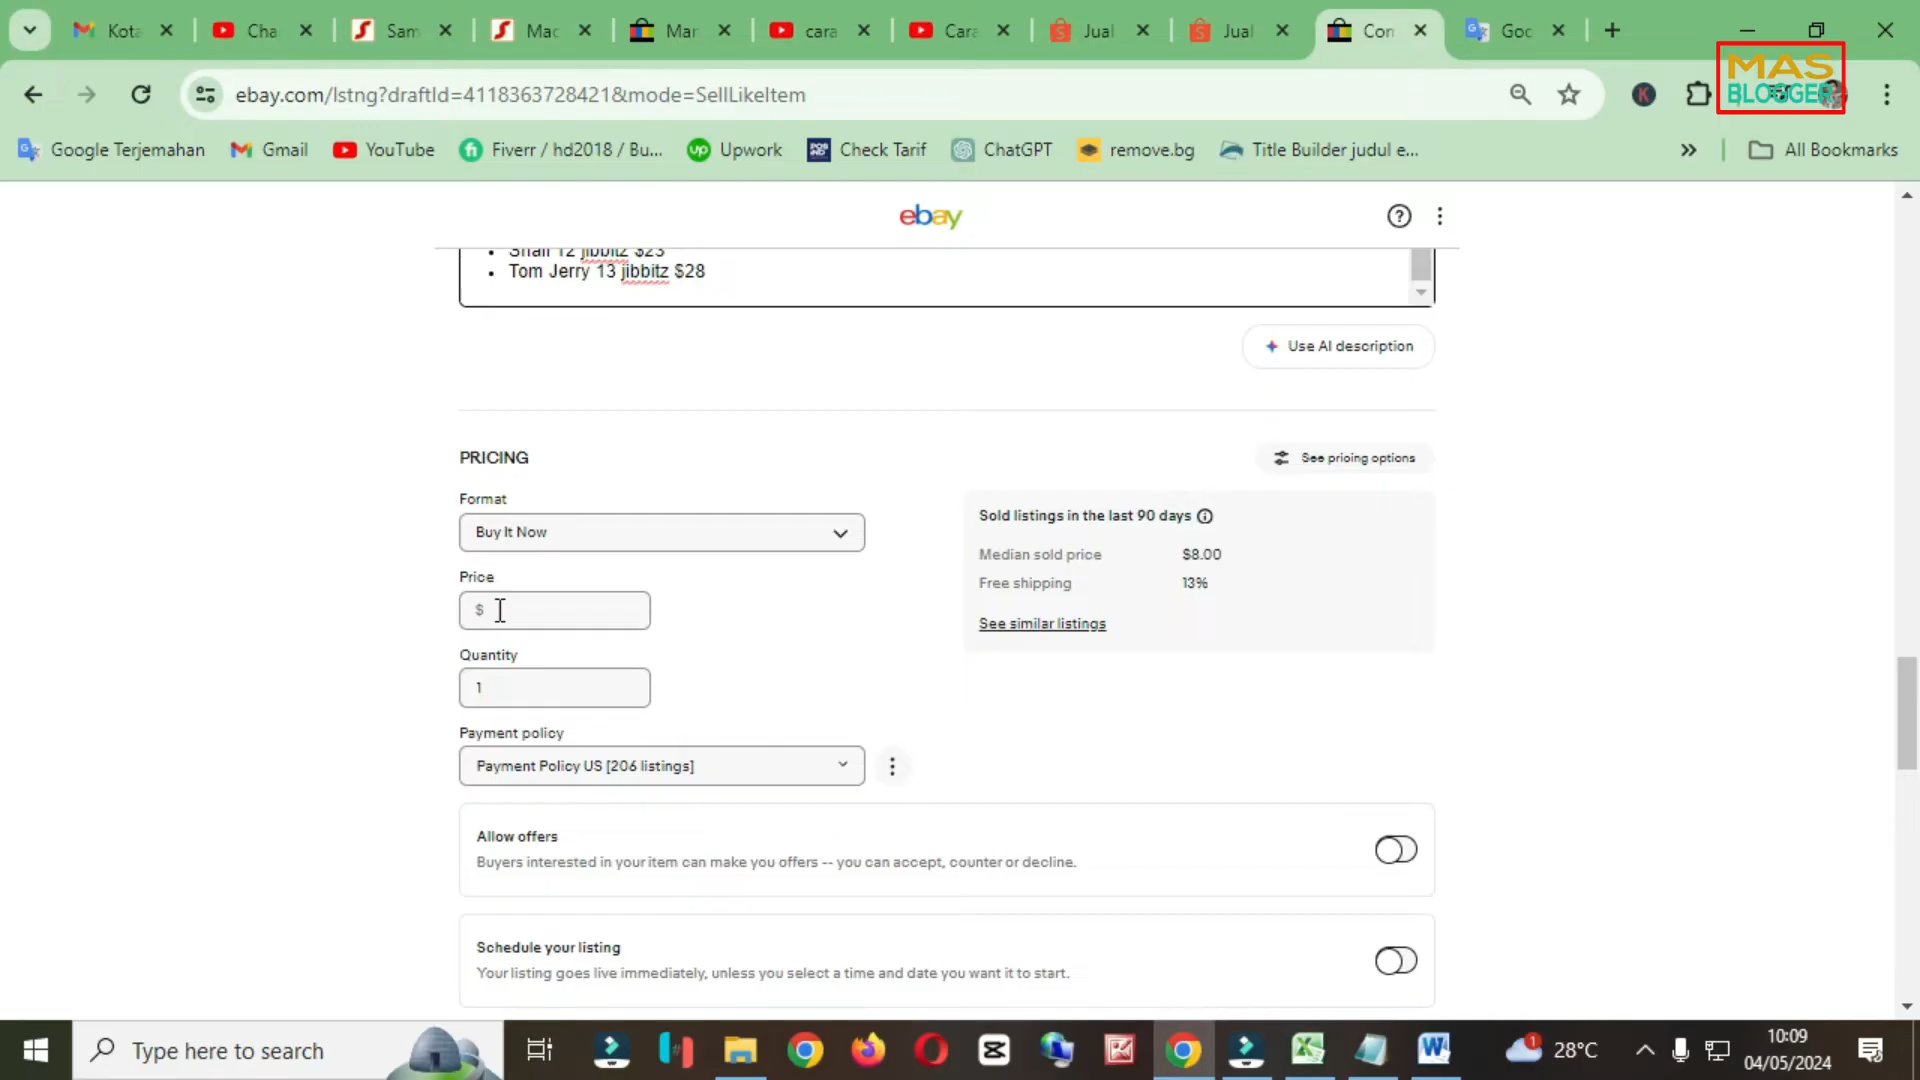 Kota
Cha
Sam
Mac
Mar
cara
Cara
Jual
Jual
Con
Goc
MAS
BLOGGER
ebay.com/lstng?draftId=4118363728421&mode=SellLikeItem
K
Google Terjemahan
Gmail
YouTube
Fiverr / hd2018 / Bu...
Upwork
Check Tarif
ChatGPT
remove.bg
Title Builder judul e...
All Bookmarks
ebay
12 jibbitz $23
Tom Jerry 13 jibbitz $28
Use AI description
PRICING
See pricing options
Format
Buy It Now
Sold listings in the last 90 days
Median sold price $8.00
Free shipping 13%
See similar listings
Price
$
Quantity
1
Payment policy
Payment Policy US [206 listings]
Allow offers
Buyers interested in your item can make you offers -- you can accept, counter or decline.
Schedule your listing
Your listing goes live immediately, unless you select a time and date you want it to start.
Type here to search
1
28°C
10:09
04/05/2024